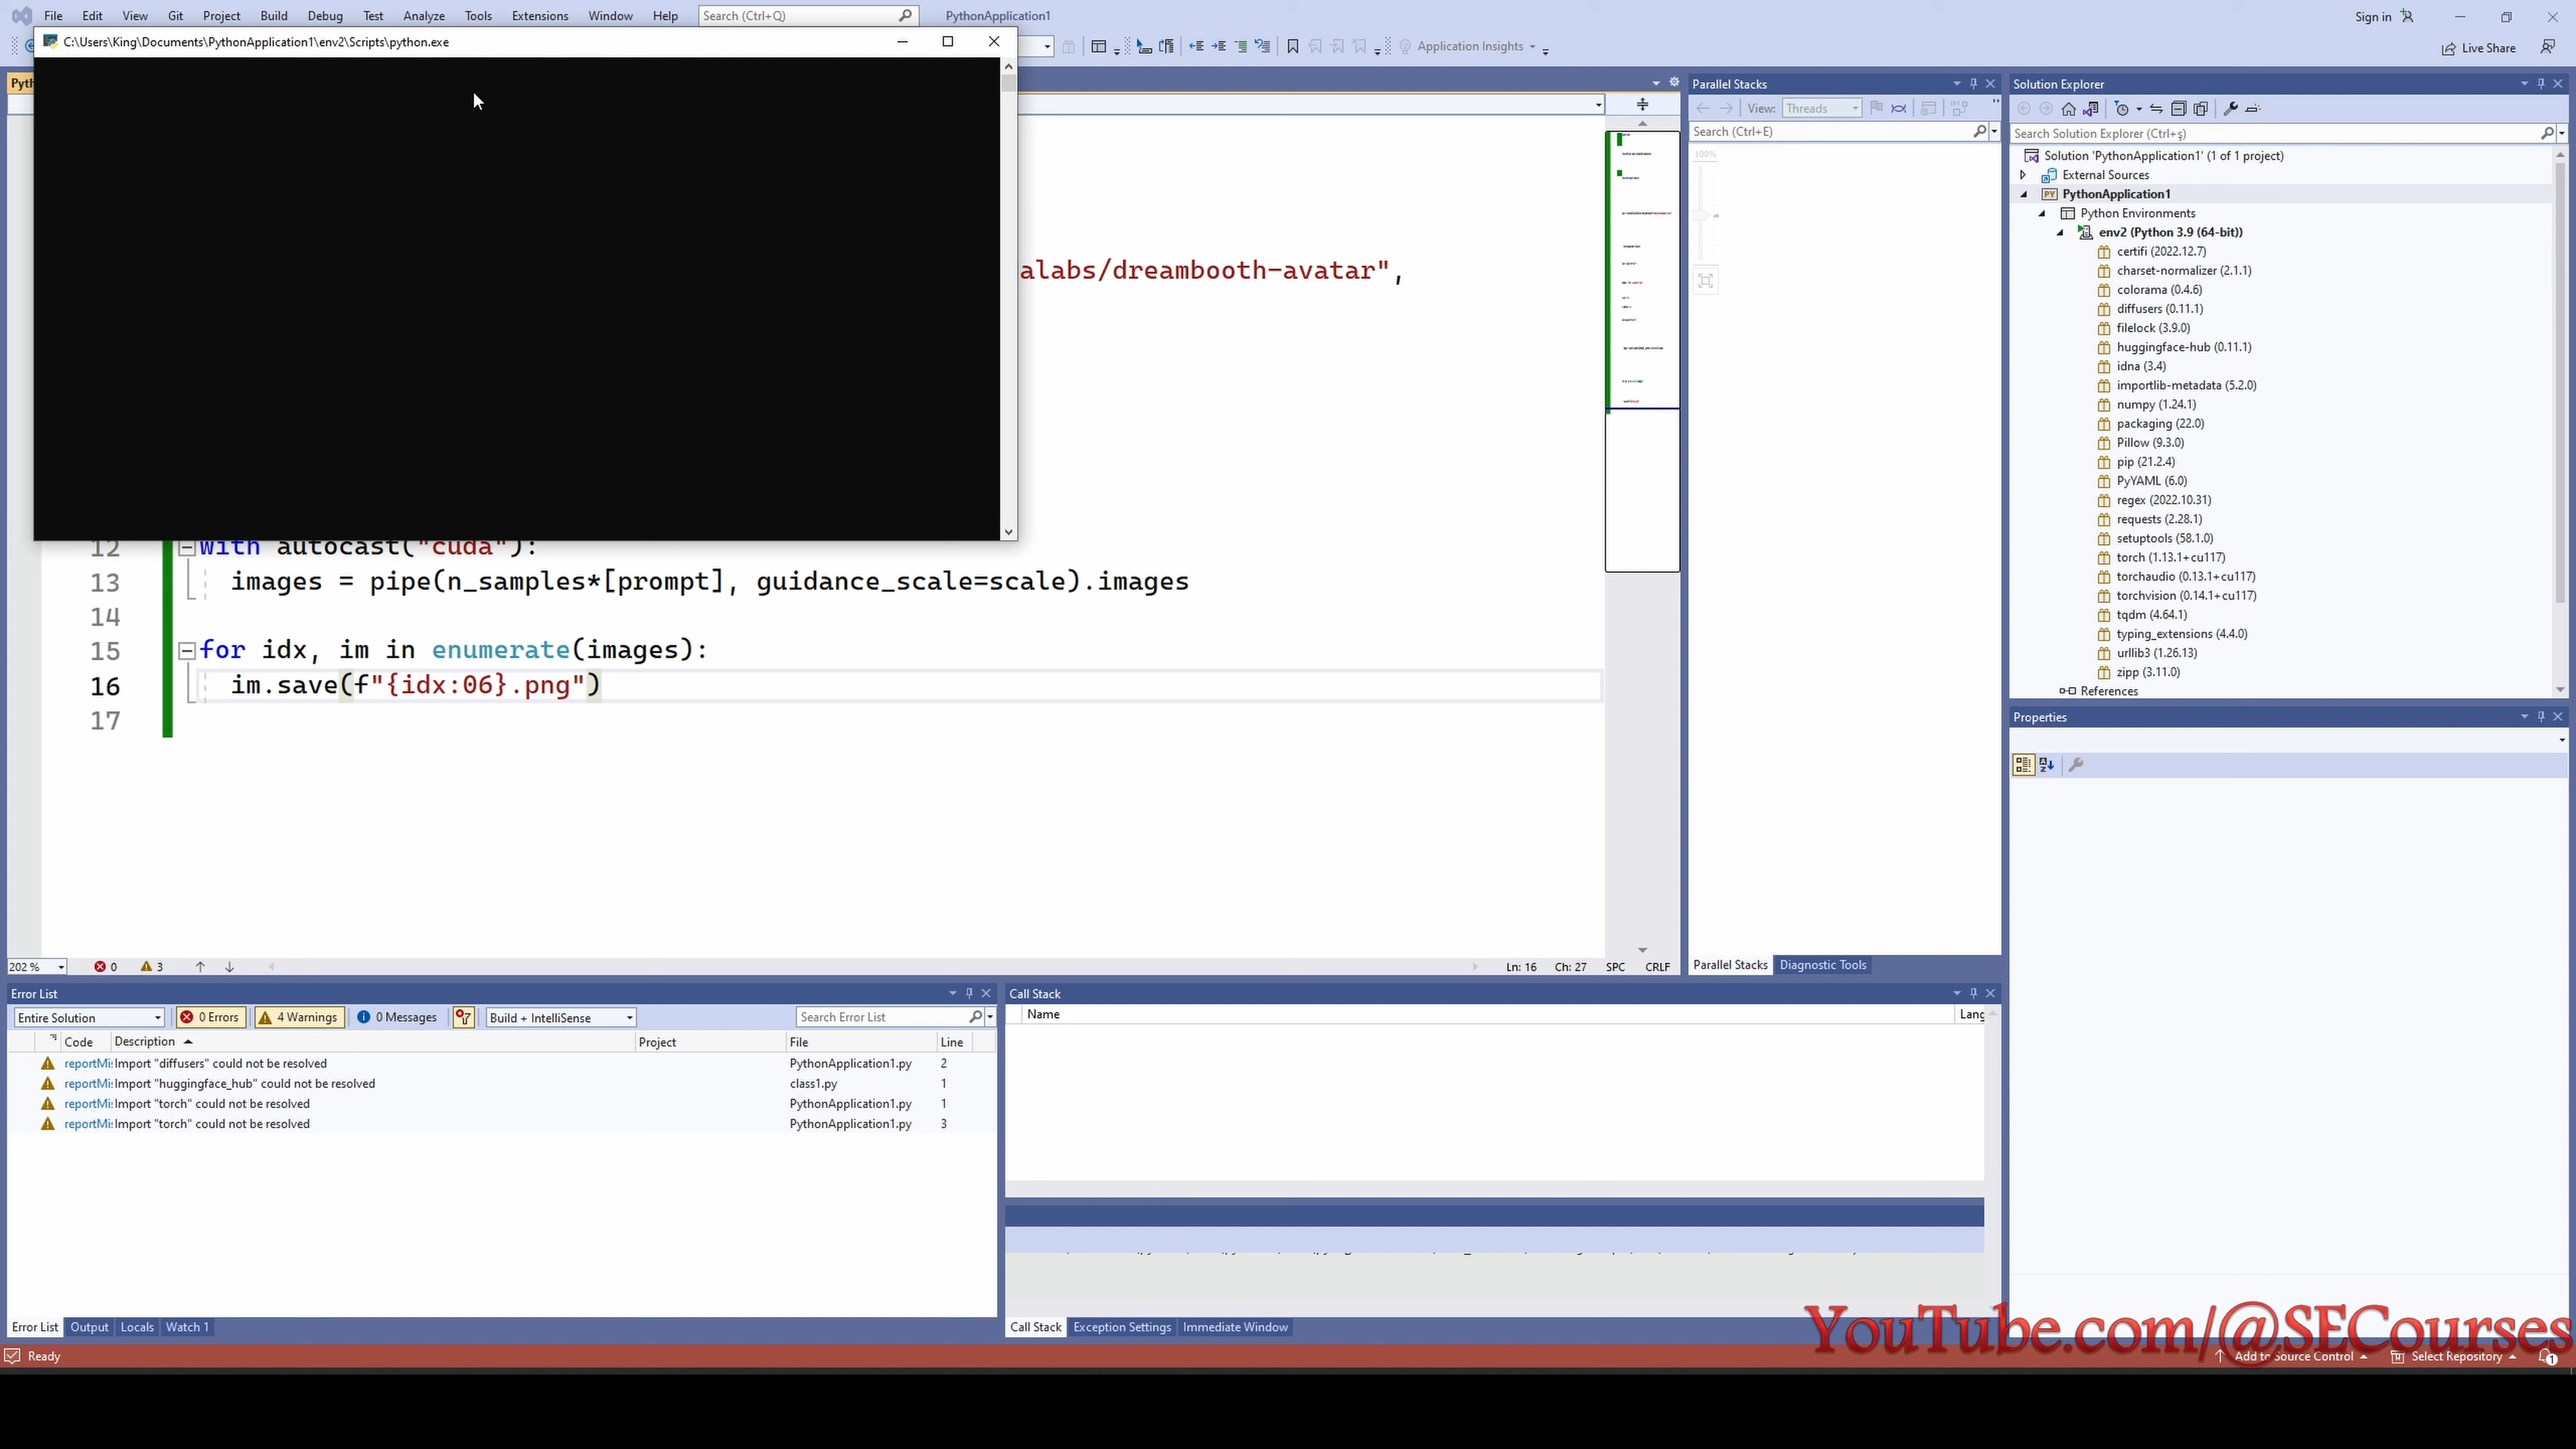 File Edit View Git Project Build Debug Test Analyze Tools Extensions Window Help Search (Ctrl+Q) PythonApplication1 Sign in
C:\Users\King\Documents\PythonApplication1\env2\Scripts\python.exe
Application Insights Live Share
Pyth
alabs/dreambooth-avatar",
12 with autocast("cuda"):
13 images = pipe(n_samples*[prompt], guidance_scale=scale).images
14
15 for idx, im in enumerate(images):
16 im.save(f"{idx:06}.png")
17
202 % 0 3 Ln: 16 Ch: 27 SPC CRLF
Parallel Stacks
View: Threads
Search (Ctrl+E)
100%
Parallel Stacks Diagnostic Tools
Solution Explorer
Search Solution Explorer (Ctrl+ş)
Solution 'PythonApplication1' (1 of 1 project)
External Sources
PY PythonApplication1
Python Environments
env2 (Python 3.9 (64-bit))
certifi (2022.12.7)
charset-normalizer (2.1.1)
colorama (0.4.6)
diffusers (0.11.1)
filelock (3.9.0)
huggingface-hub (0.11.1)
idna (3.4)
importlib-metadata (5.2.0)
numpy (1.24.1)
packaging (22.0)
Pillow (9.3.0)
pip (21.2.4)
PyYAML (6.0)
regex (2022.10.31)
requests (2.28.1)
setuptools (58.1.0)
torch (1.13.1+cu117)
torchaudio (0.13.1+cu117)
torchvision (0.14.1+cu117)
tqdm (4.64.1)
typing_extensions (4.4.0)
urllib3 (1.26.13)
zipp (3.11.0)
References
Properties
Error List
Entire Solution 0 Errors 4 Warnings 0 Messages Build + IntelliSense Search Error List
Code Description Project File Line
reportMi: Import "diffusers" could not be resolved PythonApplication1.py 2
reportMi: Import "huggingface_hub" could not be resolved class1.py 1
reportMi: Import "torch" could not be resolved PythonApplication1.py 1
reportMi: Import "torch" could not be resolved PythonApplication1.py 3
Error List Output Locals Watch 1
Call Stack
Name Lang
Call Stack Exception Settings Immediate Window
YouTube.com/@SECourses
Ready Add to Source Control Select Repository 1